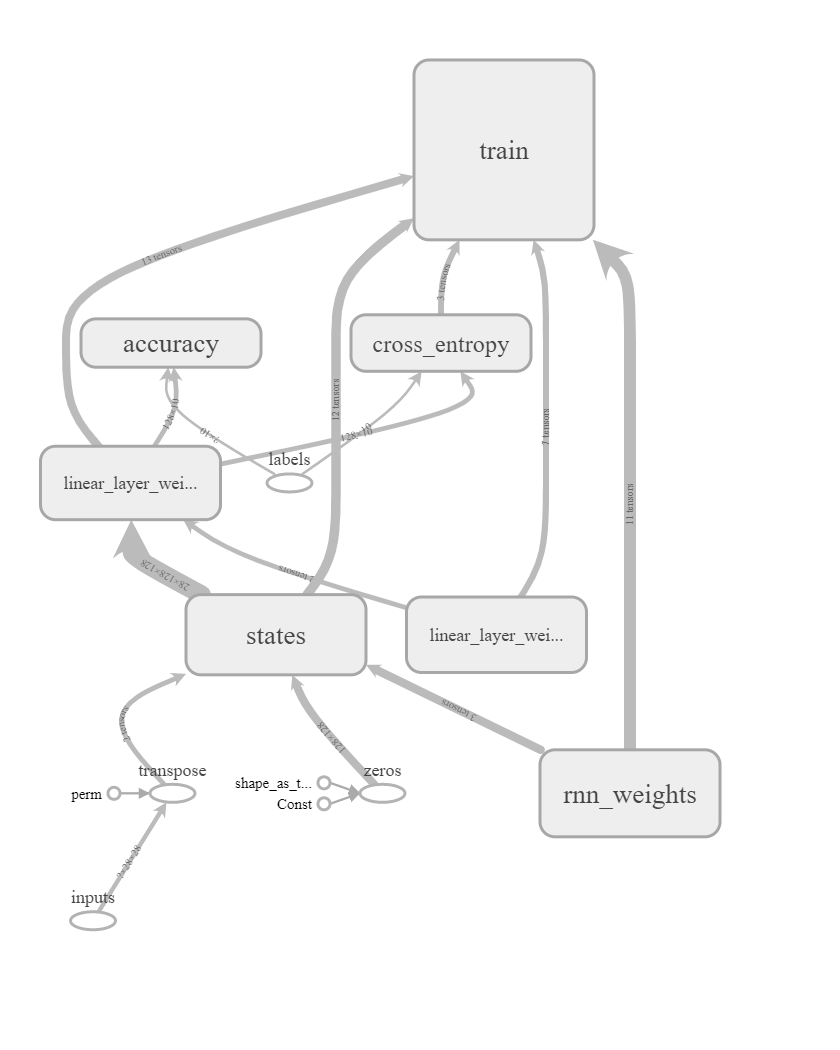 train
13 tensors
3 tensors
accuracy
cross_entropy
12 tensors
128×10
?×10
128×10
7 tensors
labels
linear_layer_wei...
11 tensors
28×128×128
2 tensors
states
linear_layer_wei...
3 tensors
128×128
3 tensors
transpose
zeros
shape_as_t...
perm
Const
rnn_weights
?×28×28
inputs